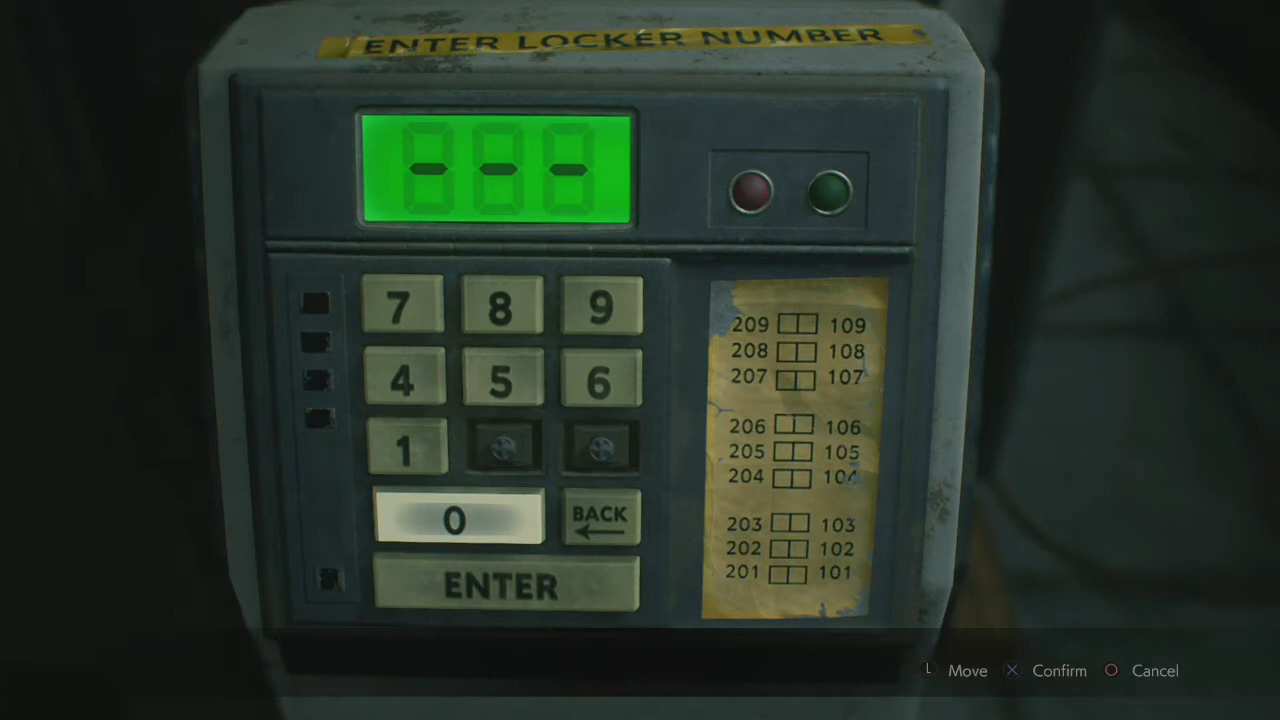 ENTER LOCKER NUMBER
- - -
7 8 9
4 5 6
1
0 BACK
ENTER
209 109
208 108
207 107
206 106
205 105
204 104
203 103
202 102
201 101
L Move Confirm Cancel